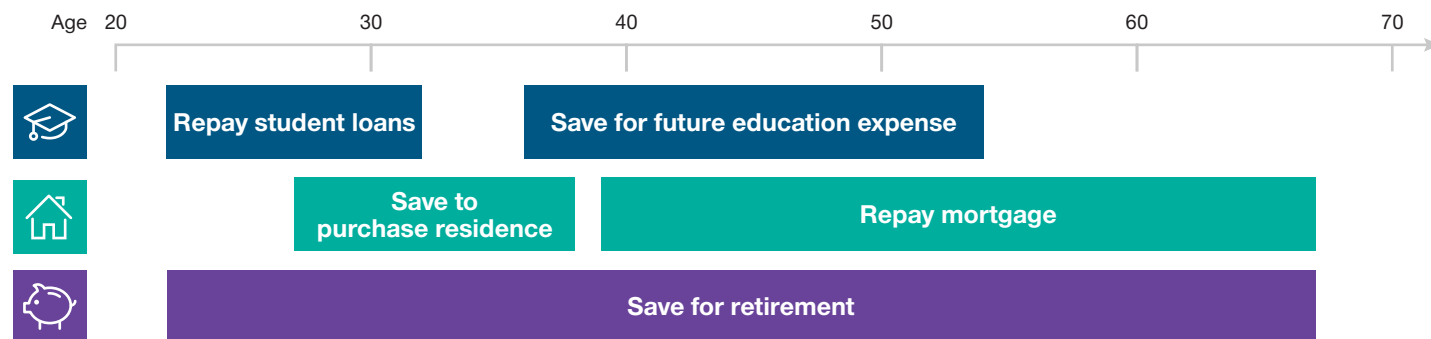 Age 20 30 40 50 60 70
Repay student loans Save for future education expense
Save to
purchase residence
Repay mortgage
Save for retirement